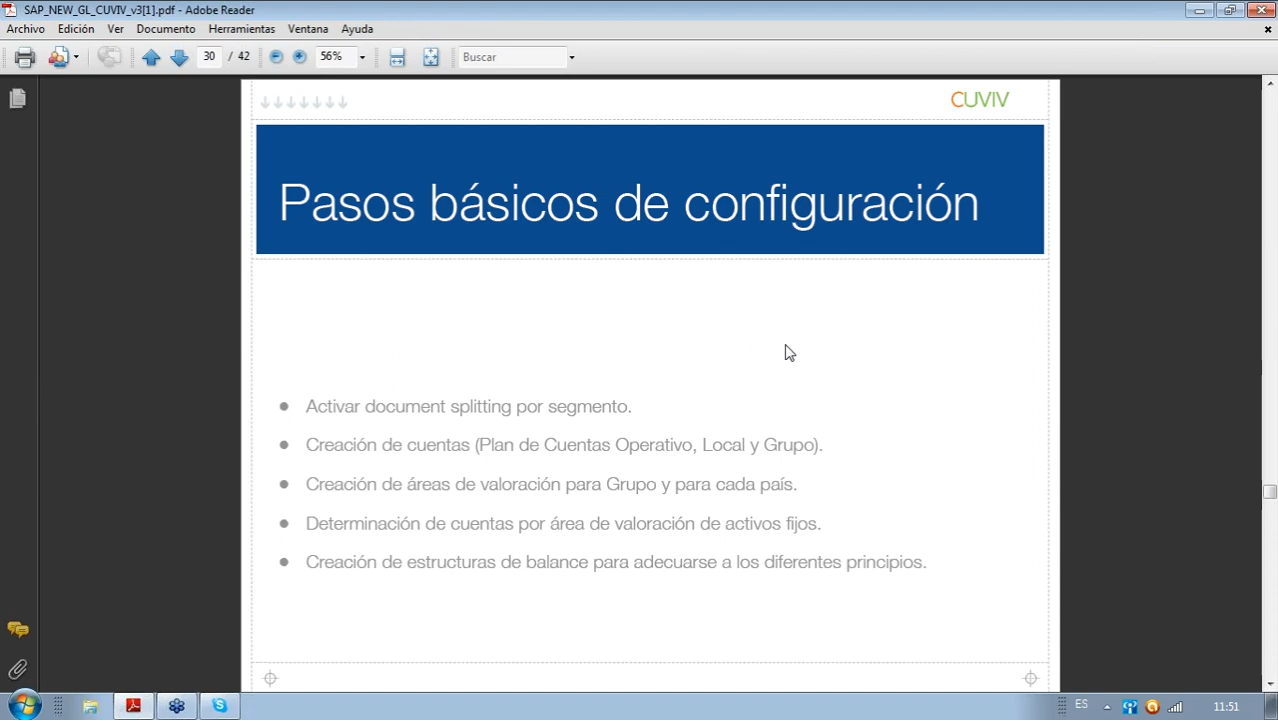 SAP_NEW_GL_CUVIV_v3[1].pdf - Adobe Reader
Archivo Edición Ver Documento Herramientas Ventana Ayuda
30 / 42 56% Buscar
CUVIV
Pasos básicos de configuración
● Activar document splitting por segmento.
● Creación de cuentas (Plan de Cuentas Operativo, Local y Grupo).
● Creación de áreas de valoración para Grupo y para cada país.
● Determinación de cuentas por área de valoración de activos fijos.
● Creación de estructuras de balance para adecuarse a los diferentes principios.
ES 11:51